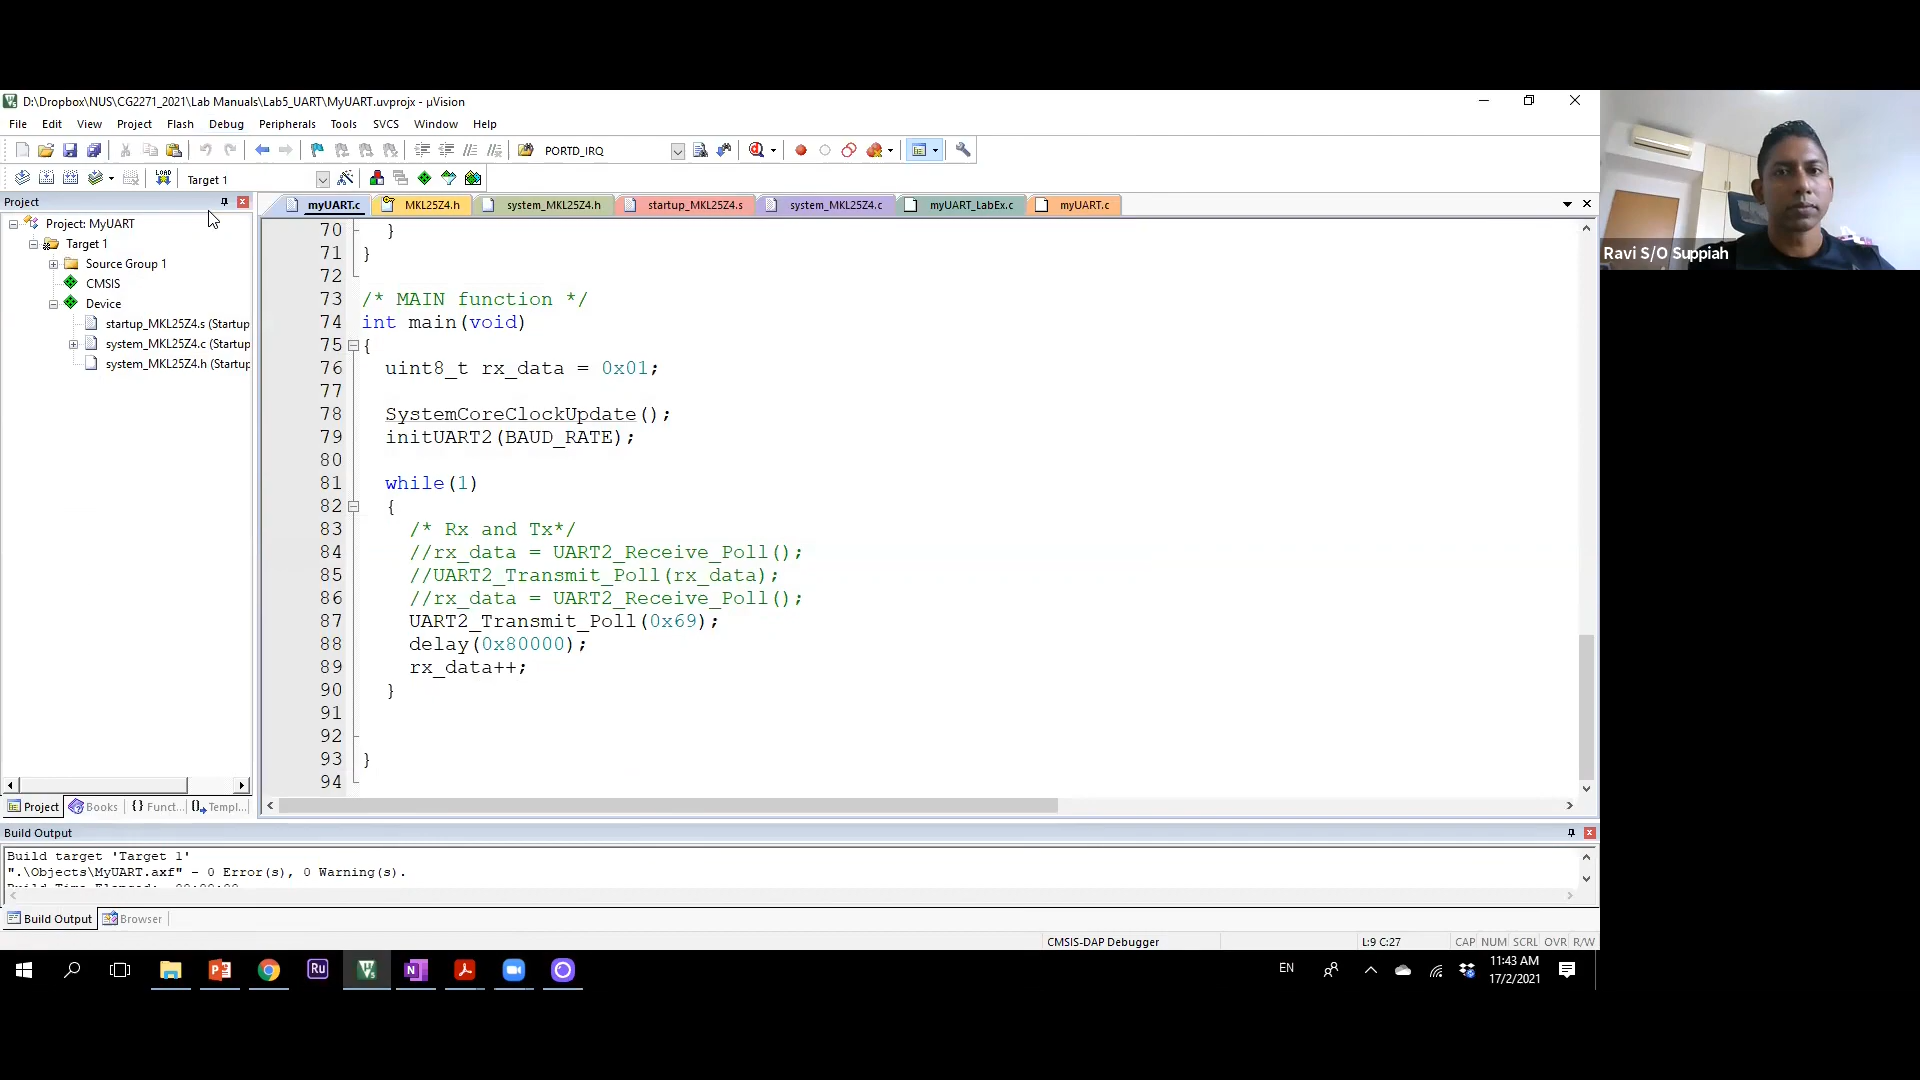 D:\Dropbox\NUS\CG2271_2021\Lab Manuals\Lab5_UART\MyUART.uvprojx - µVision
File Edit View Project Flash Debug Peripherals Tools SVCS Window Help
PORTD_IRQ
LOAD Target 1
Project
myUART.c MKL25Z4.h system_MKL25Z4.h startup_MKL25Z4.s system_MKL25Z4.c myUART_LabEx.c myUART.c
Project: MyUART
Target 1
Source Group 1
CMSIS
Device
startup_MKL25Z4.s (Startup
system_MKL25Z4.c (Startup
system_MKL25Z4.h (Startup
70 }
71 }
72
73 /* MAIN function */
74 int main(void)
75 {
76 uint8_t rx_data = 0x01;
77
78 SystemCoreClockUpdate();
79 initUART2(BAUD_RATE);
80
81 while(1)
82 {
83 /* Rx and Tx*/
84 //rx_data = UART2_Receive_Poll();
85 //UART2_Transmit_Poll(rx_data);
86 //rx_data = UART2_Receive_Poll();
87 UART2_Transmit_Poll(0x69);
88 delay(0x80000);
89 rx_data++;
90 }
91
92
93 }
94
Project Books {} Funct... Templ...
Build Output
Build target 'Target 1'
".\Objects\MyUART.axf" - 0 Error(s), 0 Warning(s).
Build Output Browser
CMSIS-DAP Debugger L:9 C:27 CAP NUM SCRL OVR R/W
EN
11:43 AM
17/2/2021
Ravi S/O Suppiah